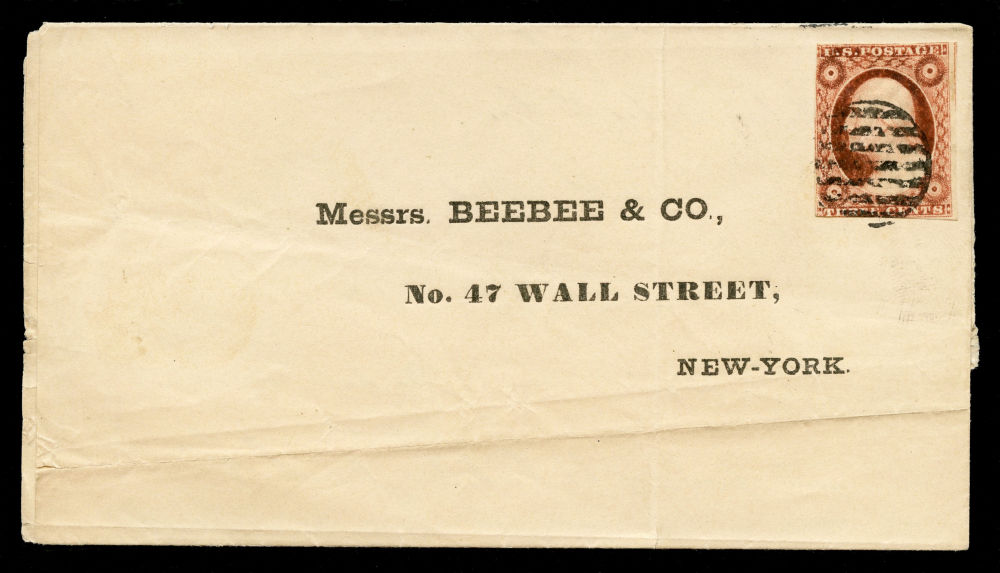 U.S. POSTAGE
THREE CENTS
Messrs. BEEBEE & CO.,
No. 47 WALL STREET,
NEW-YORK.